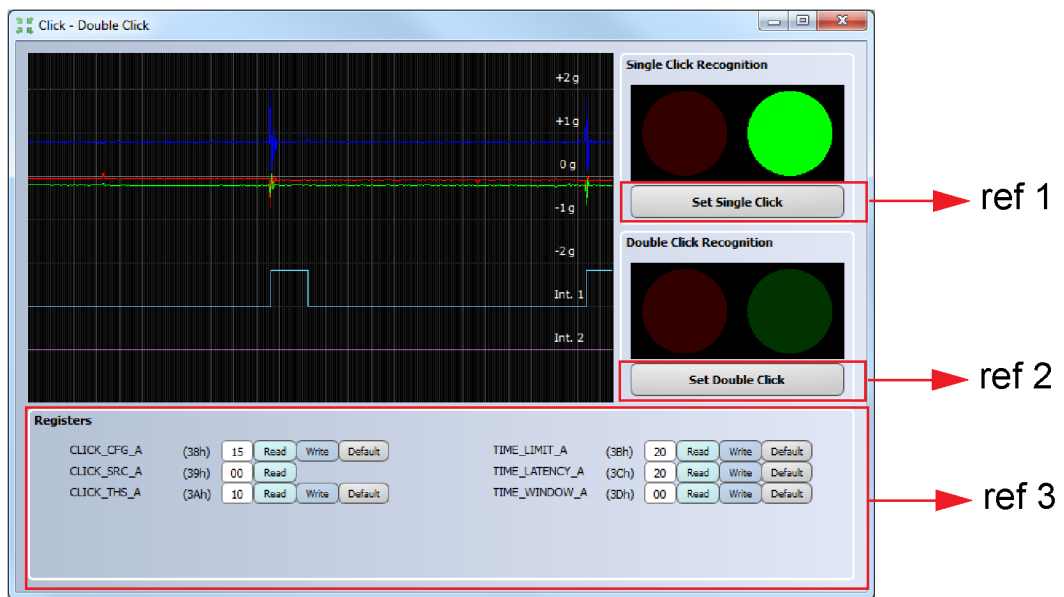 Click - Double Click
+2 g
+1 g
0 g
-1 g
-2 g
Int. 1
Int. 2
Single Click Recognition
Set Single Click
ref 1
Double Click Recognition
Set Double Click
ref 2
Registers
CLICK_CFG_A (38h) 15 Read Write Default TIME_LIMIT_A (3Bh) 20 Read Write Default
CLICK_SRC_A (39h) 00 Read TIME_LATENCY_A (3Ch) 20 Read Write Default
CLICK_THS_A (3Ah) 10 Read Write Default TIME_WINDOW_A (3Dh) 00 Read Write Default
ref 3